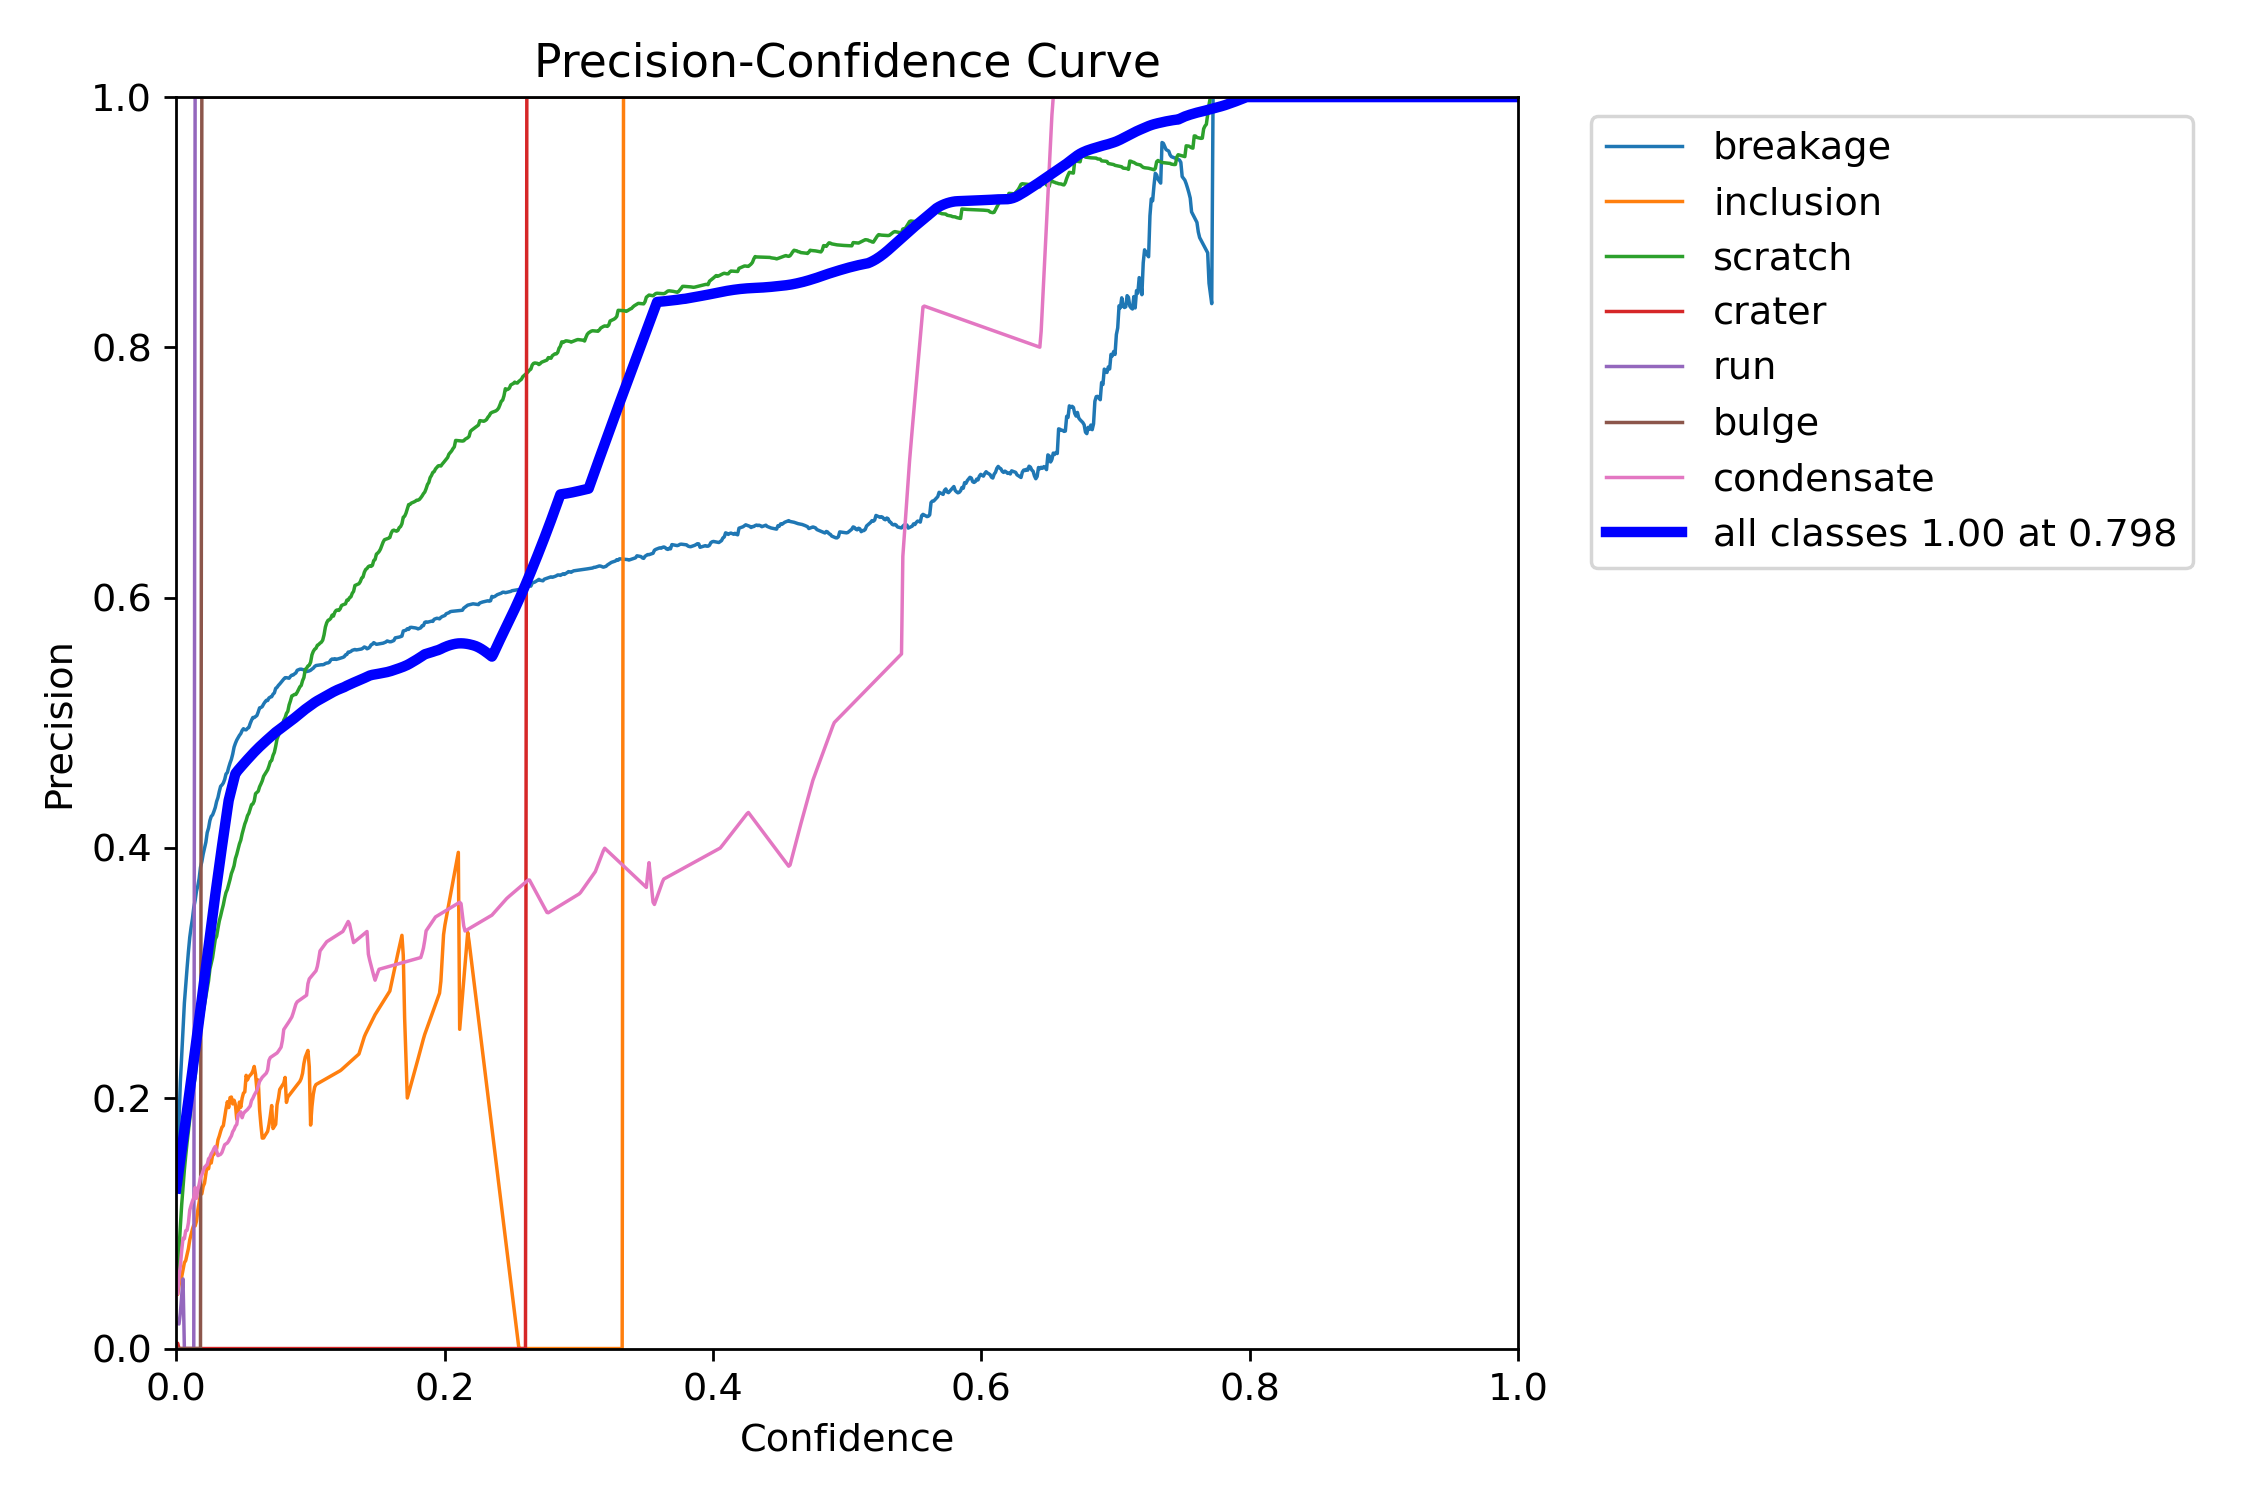 Precision-Confidence Curve
1.0
0.8
0.6
0.4
0.2
0.0
Precision
0.0 0.2 0.4 0.6 0.8 1.0
Confidence
breakage
inclusion
scratch
crater
run
bulge
condensate
all classes 1.00 at 0.798